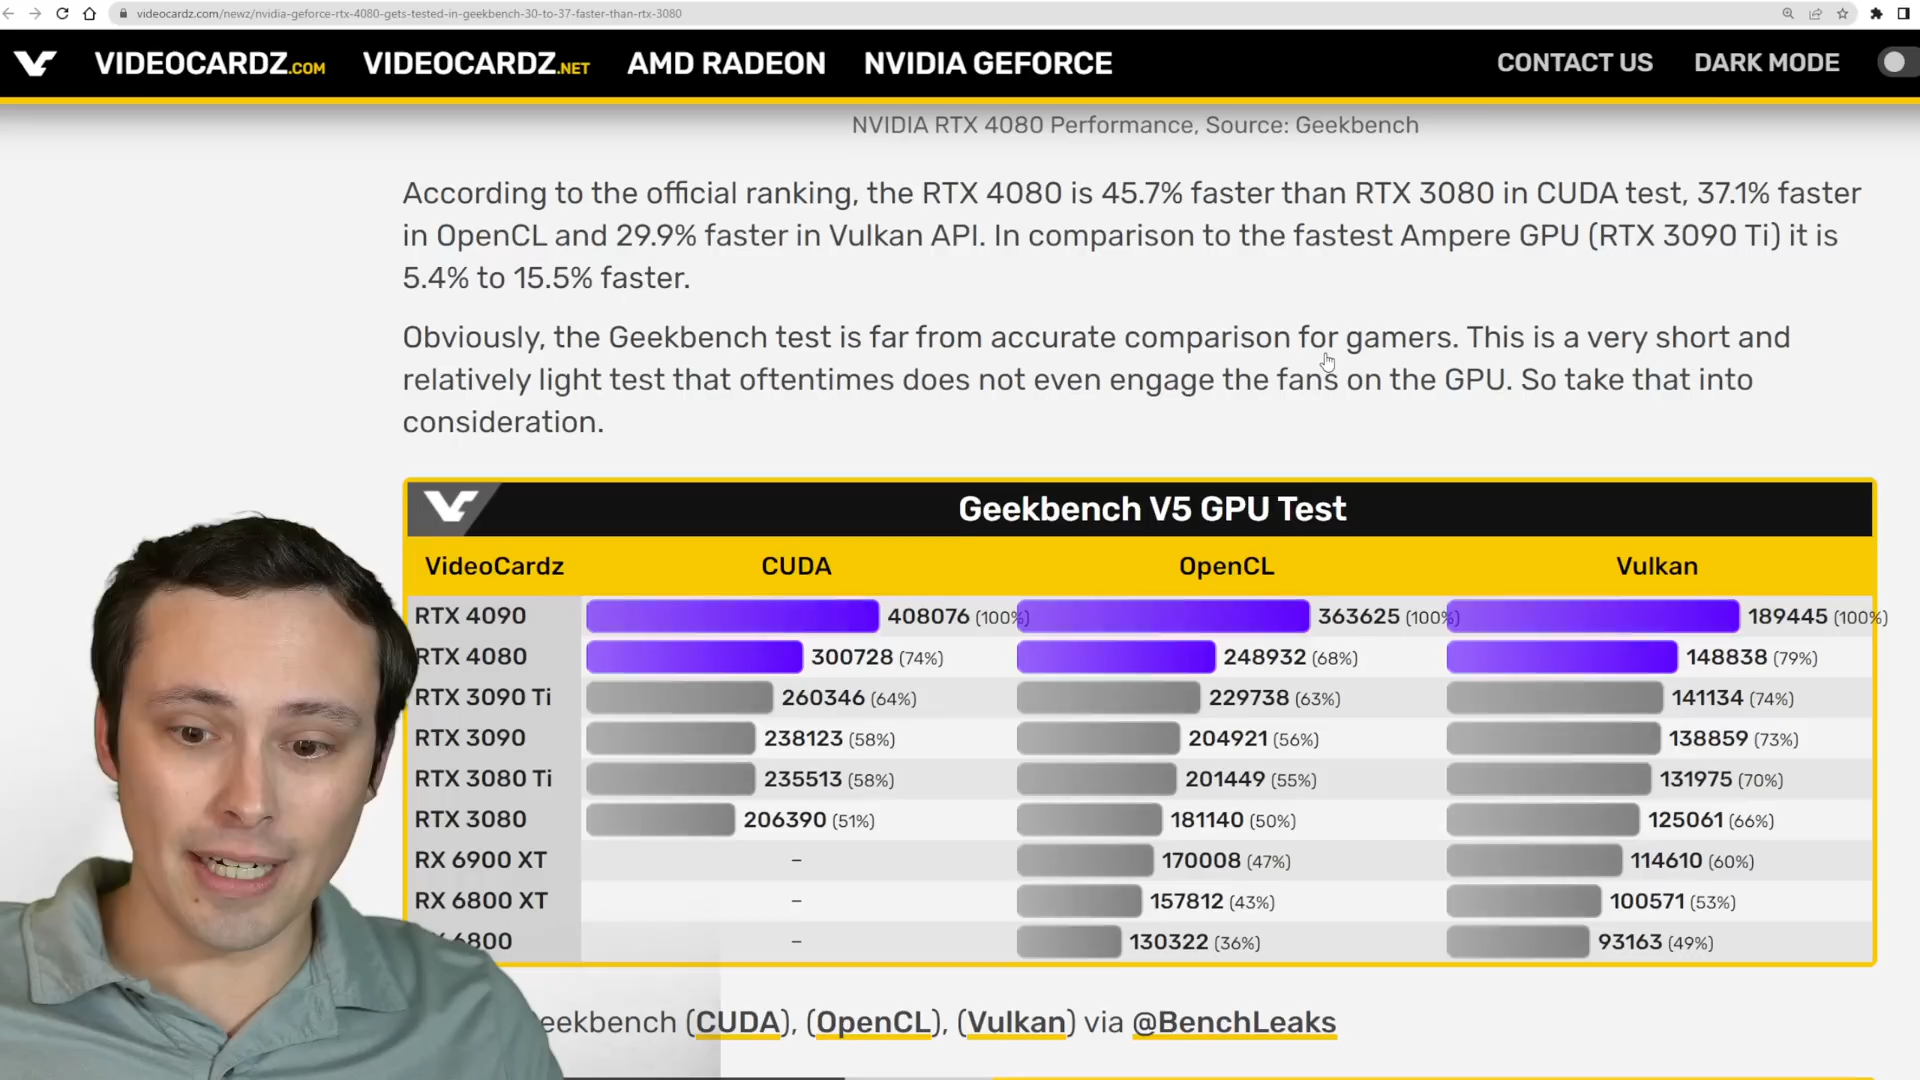 videocardz.com/newz/nvidia-geforce-rtx-4080-gets-tested-in-geekbench-30-to-37-faster-than-rtx-3080
VIDEOCARDZ.COM VIDEOCARDZ.NET AMD RADEON NVIDIA GEFORCE CONTACT US DARK MODE
NVIDIA RTX 4080 Performance, Source: Geekbench
According to the official ranking, the RTX 4080 is 45.7% faster than RTX 3080 in CUDA test, 37.1% faster
in OpenCL and 29.9% faster in Vulkan API. In comparison to the fastest Ampere GPU (RTX 3090 Ti) it is
5.4% to 15.5% faster.
Obviously, the Geekbench test is far from accurate comparison for gamers. This is a very short and
relatively light test that oftentimes does not even engage the fans on the GPU. So take that into
consideration.
Geekbench V5 GPU Test
VideoCardz CUDA OpenCL Vulkan
RTX 4090 408076 (100%) 363625 (100%) 189445 (100%)
RTX 4080 300728 (74%) 248932 (68%) 148838 (79%)
RTX 3090 Ti 260346 (64%) 229738 (63%) 141134 (74%)
RTX 3090 238123 (58%) 204921 (56%) 138859 (73%)
RTX 3080 Ti 235513 (58%) 201449 (55%) 131975 (70%)
RTX 3080 206390 (51%) 181140 (50%) 125061 (66%)
RX 6900 XT – 170008 (47%) 114610 (60%)
RX 6800 XT – 157812 (43%) 100571 (53%)
6800 – 130322 (36%) 93163 (49%)
eekbench (CUDA), (OpenCL), (Vulkan) via @BenchLeaks